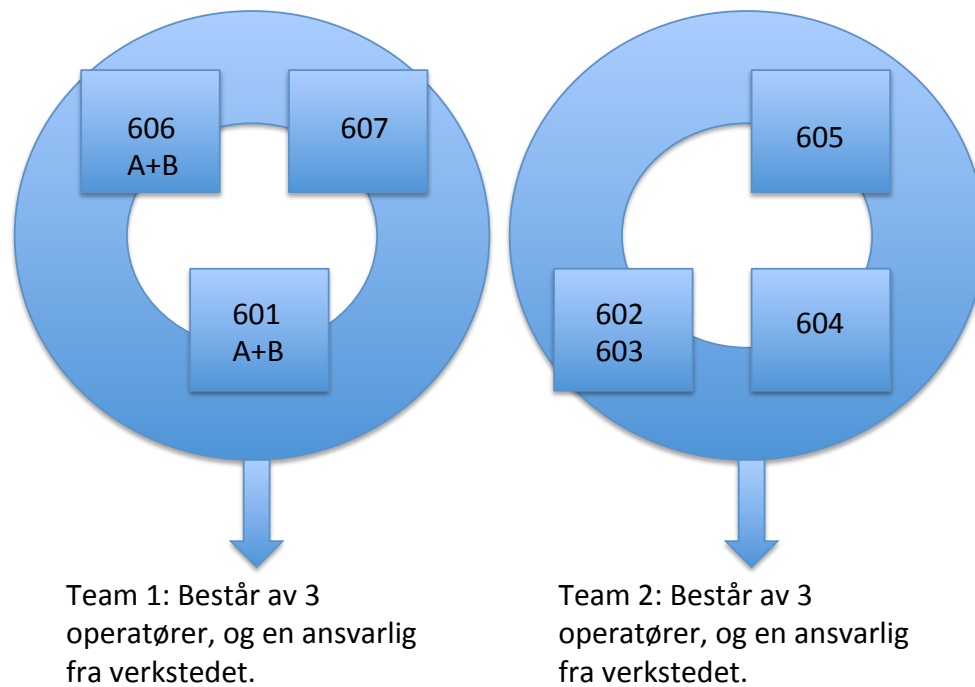 606
A+B
607
601
A+B
605
602
603
604
Team 1: Består av 3
operatører, og en ansvarlig
fra verkstedet.
Team 2: Består av 3
operatører, og en ansvarlig
fra verkstedet.